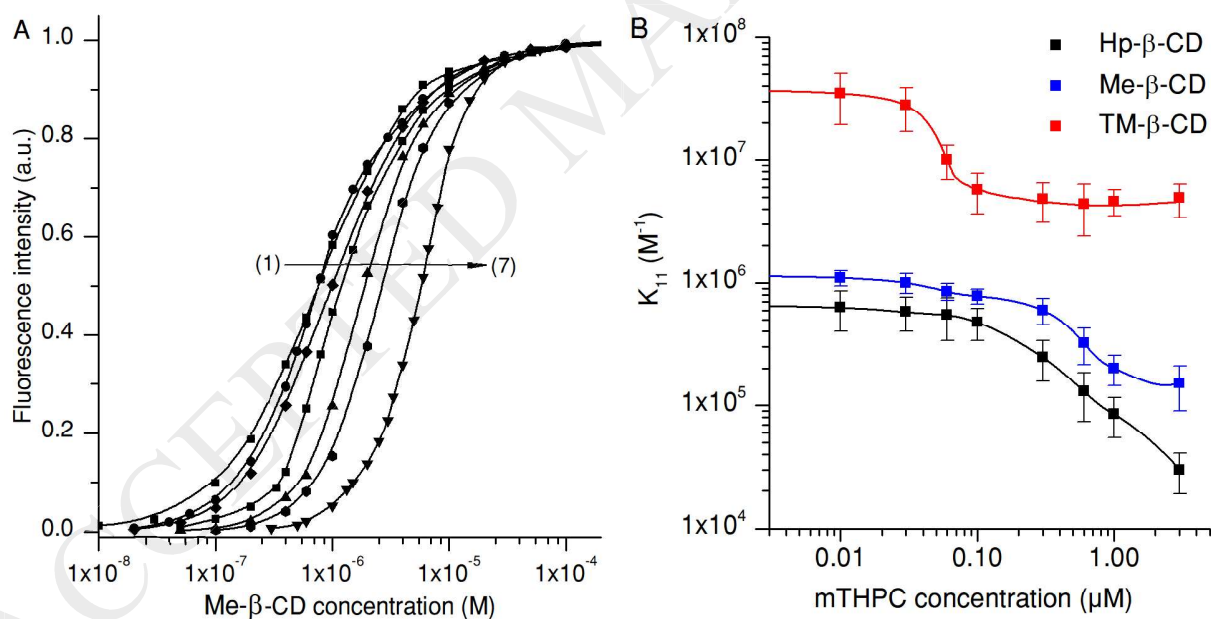 A
Fluorescence intensity (a.u.)
1.0
0.8
0.6
0.4
0.2
0.0
(1)
(7)
1x10⁻⁸
1x10⁻⁷
1x10⁻⁶
1x10⁻⁵
1x10⁻⁴
Me-β-CD concentration (M)
B
K₁₁ (M⁻¹)
1x10⁸
1x10⁷
1x10⁶
1x10⁵
1x10⁴
Hp-β-CD
Me-β-CD
TM-β-CD
0.01
0.10
1.00
mTHPC concentration (µM)
ACCEPTED MA